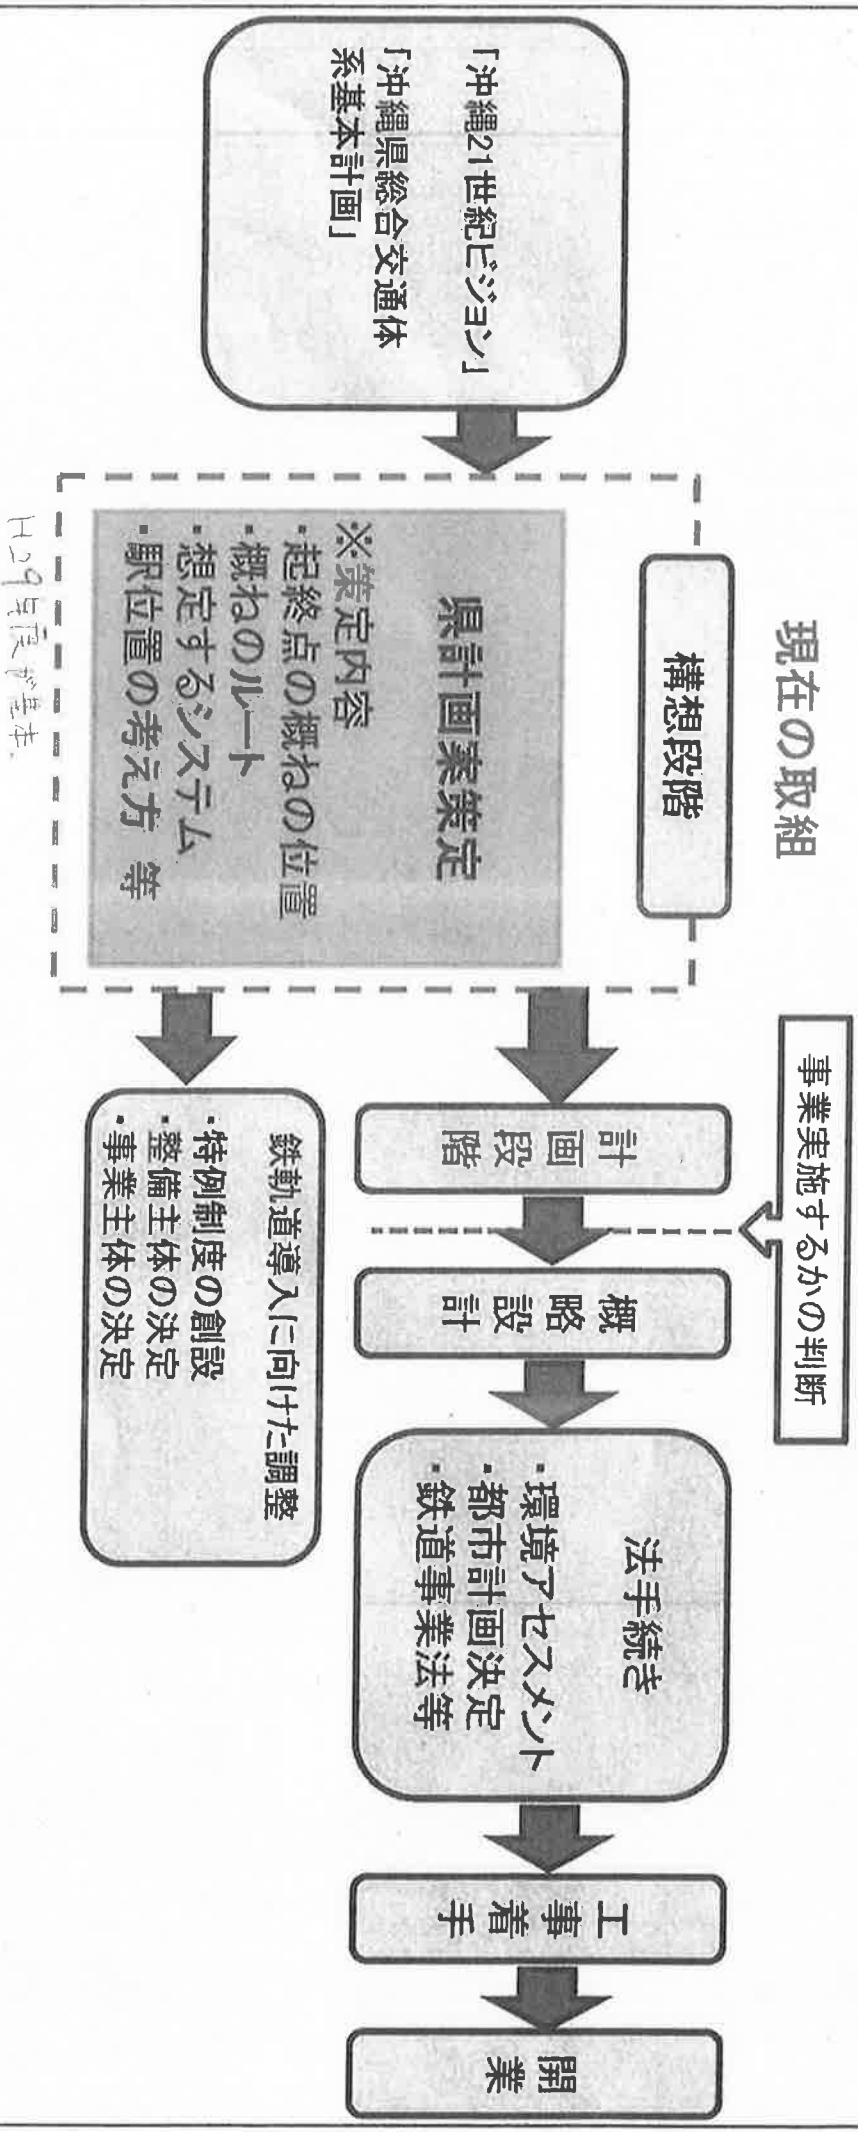 現在の取組
「沖縄21世紀ビジョン」
「沖縄県総合交通体
系基本計画」
構想段階
県計画案策定
※策定内容
・起終点の概ねの位置
・概ねのルート
・想定するシステム
・駅位置の考え方 等
事業実施するかの判断
計画段階
概略設計
法手続き
・環境アセスメント
・都市計画決定
・鉄道事業法等
工事着手
開業
鉄軌道導入に向けた調整
・特例制度の創設
・整備主体の決定
・事業主体の決定
H29年度